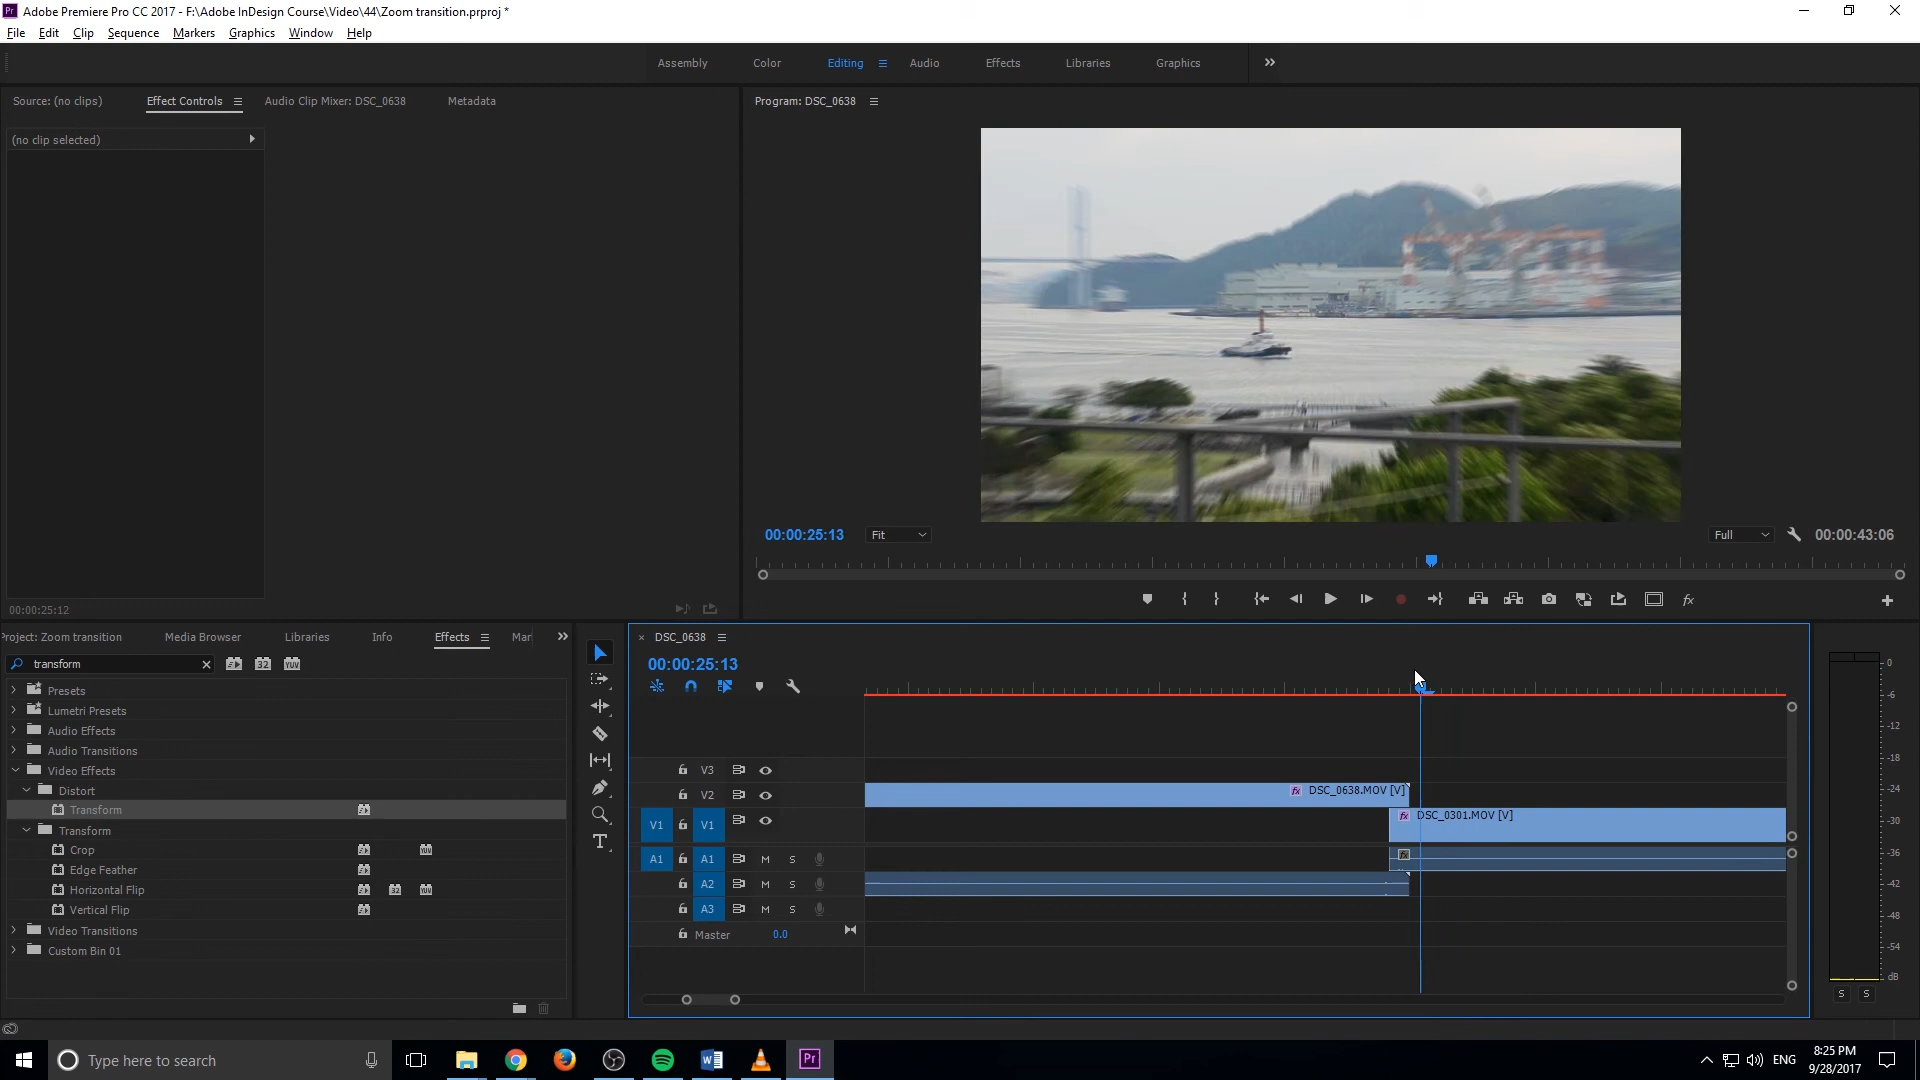 Adobe Premiere Pro CC 2017 - F:\Adobe InDesign Course\Video\44\Zoom transition.prproj *
File Edit Clip Sequence Markers Graphics Window Help
Assembly Color Editing Audio Effects Libraries Graphics
Source: (no clips) Effect Controls Audio Clip Mixer: DSC_0638 Metadata
(no clip selected)
00:00:25:12
Program: DSC_0638
00:00:25:13 Fit Full 00:00:43:06
Project: Zoom transition Media Browser Libraries Info Effects Mar
transform
Presets
Lumetri Presets
Audio Effects
Audio Transitions
Video Effects
Distort
Transform
Transform
Crop
Edge Feather
Horizontal Flip
Vertical Flip
Video Transitions
Custom Bin 01
DSC_0638
00:00:25:13
V3
V2
DSC_0638.MOV [V]
V1 V1
DSC_0301.MOV [V]
A1 A1 M S
A2 M S
A3 M S
Master 0.0
0
-6
-12
-18
-24
-30
-36
-42
-48
-54
dB
S S
Type here to search
ENG
8:25 PM
9/28/2017